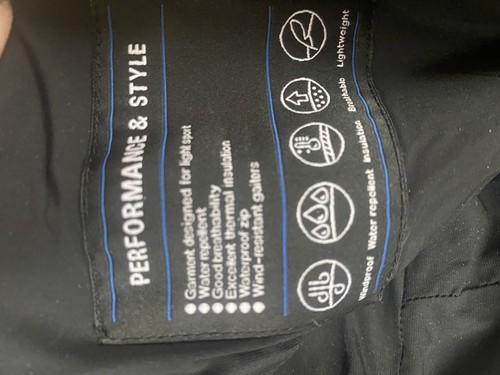 PERFORMANCE & STYLE
Garment designed for light sport
Water repellent
Good breathability
Excellent thermal insulation
Waterproof zip
Wind-resistant gaiters
Windproof Water repellent Insulation Breathable Lightweight